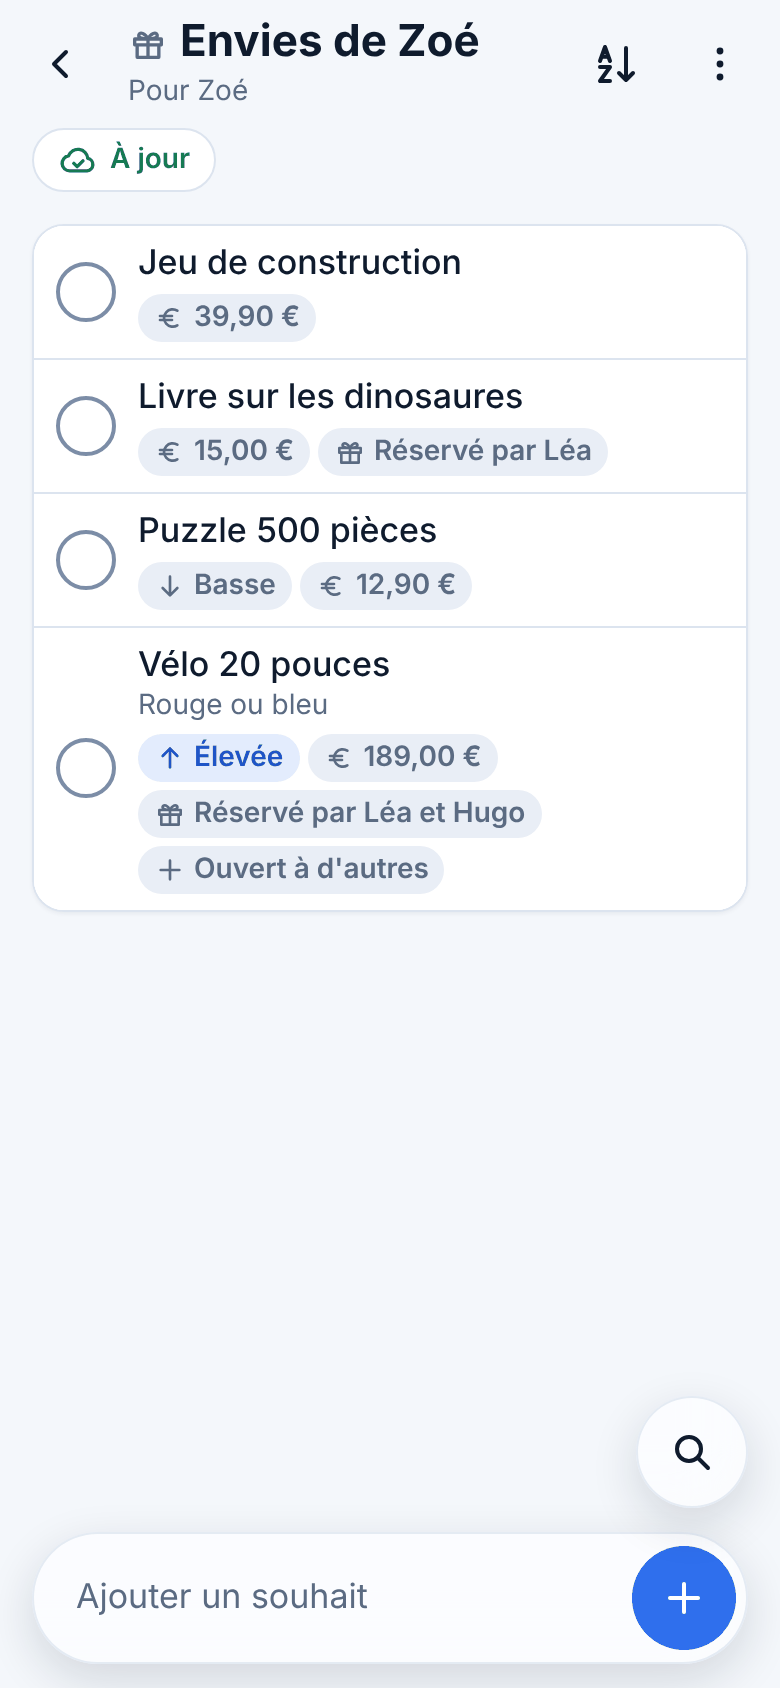 Envies de Zoé
Pour Zoé
À jour
Jeu de construction
€ 39,90 €
Livre sur les dinosaures
€ 15,00 € Réservé par Léa
Puzzle 500 pièces
Basse € 12,90 €
Vélo 20 pouces
Rouge ou bleu
Élevée € 189,00 €
Réservé par Léa et Hugo
Ouvert à d'autres
Ajouter un souhait